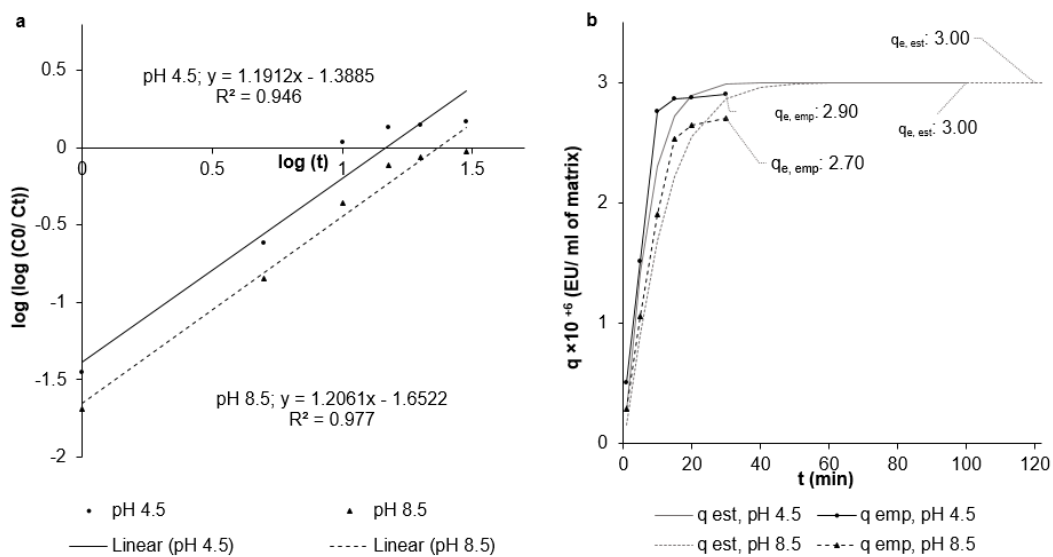 a
pH 4.5; y = 1.1912x - 1.3885
R² = 0.946
0.5
0
0
0.5
1
1.5
log (t)
-0.5
-1
-1.5
-2
log (log (C0/ Ct))
pH 8.5; y = 1.2061x - 1.6522
R² = 0.977
pH 4.5
pH 8.5
Linear (pH 4.5)
Linear (pH 8.5)
b
qe, est: 3.00
qe, emp: 2.90
qe, est: 3.00
qe, emp: 2.70
3
2
1
0
0
20
40
60
80
100
120
q ×10 +6 (EU/ ml of matrix)
t (min)
q est, pH 4.5
q emp, pH 4.5
q est, pH 8.5
q emp, pH 8.5